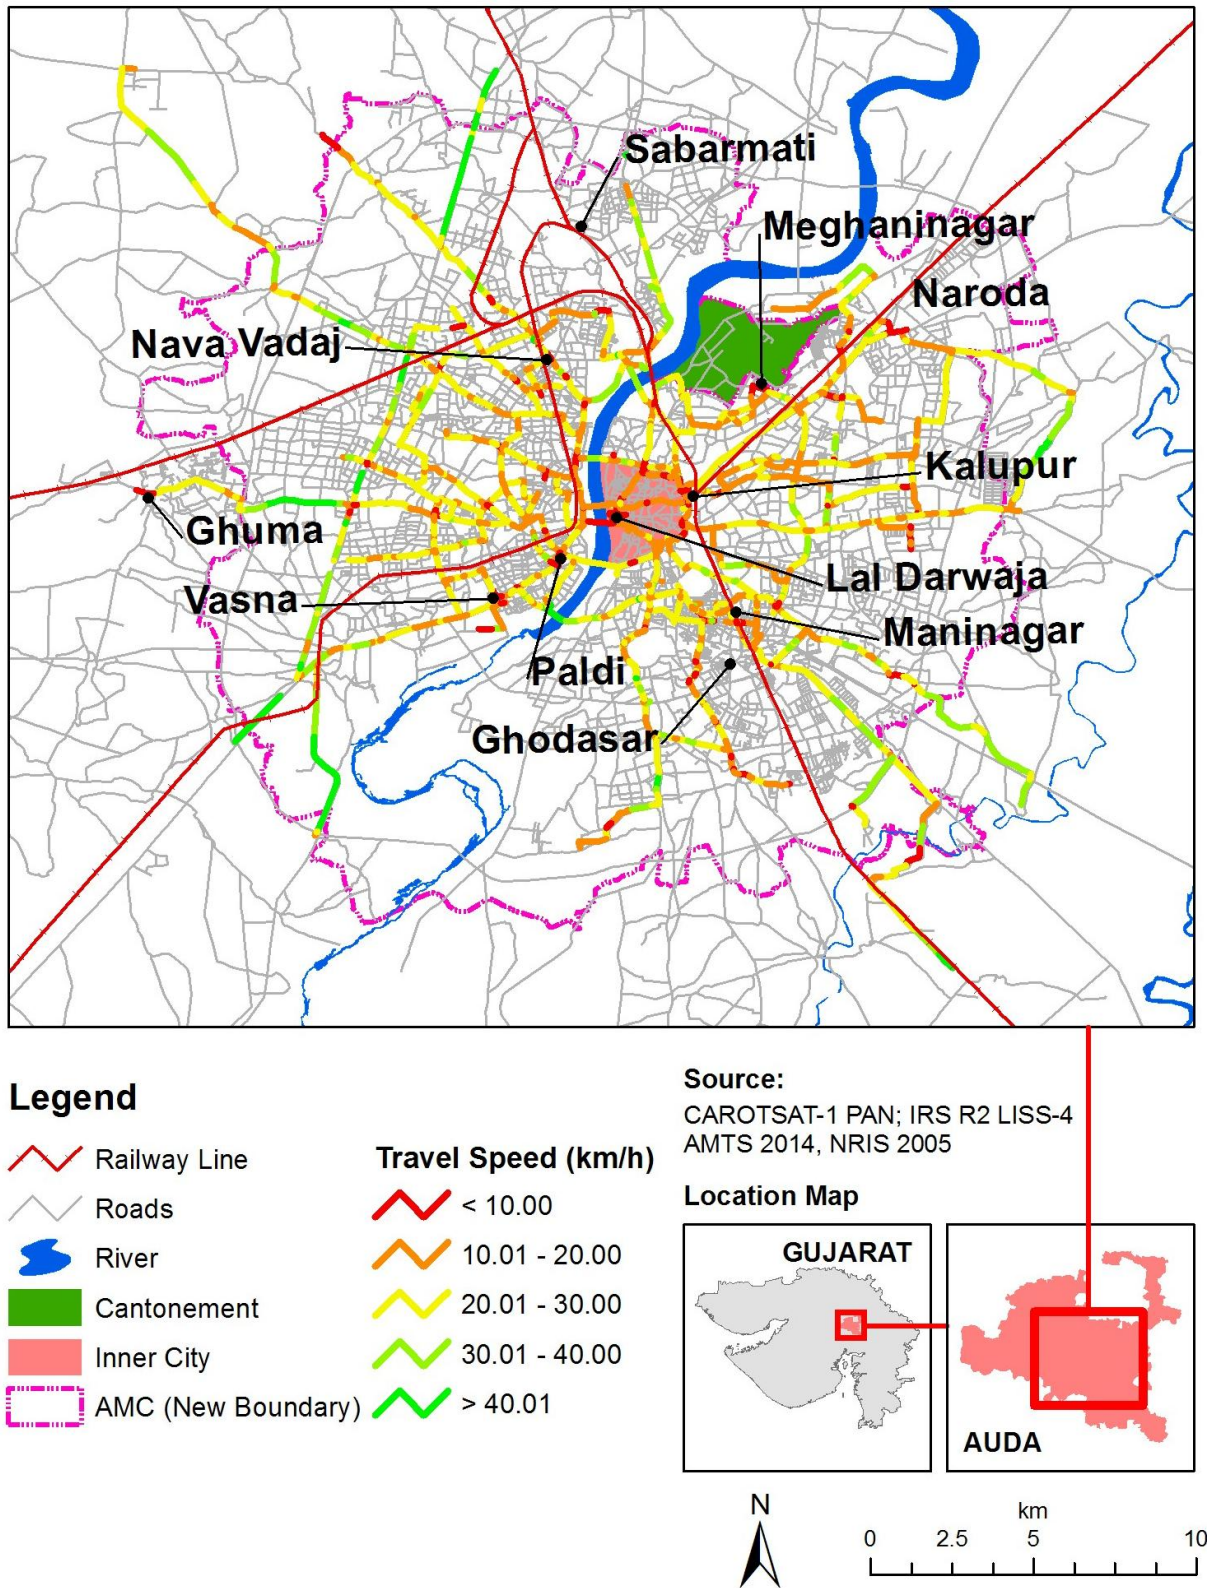 Sabarmati
Meghaninagar
Naroda
Nava Vadaj
Kalupur
Ghuma
Lal Darwaja
Vasna
Maninagar
Paldi
Ghodasar
Legend
Railway Line
Roads
River
Cantonement
Inner City
AMC (New Boundary)
Travel Speed (km/h)
< 10.00
10.01 - 20.00
20.01 - 30.00
30.01 - 40.00
> 40.01
Source:
CAROTSAT-1 PAN; IRS R2 LISS-4
AMTS 2014, NRIS 2005
Location Map
GUJARAT
AUDA
N
km
0 2.5 5 10